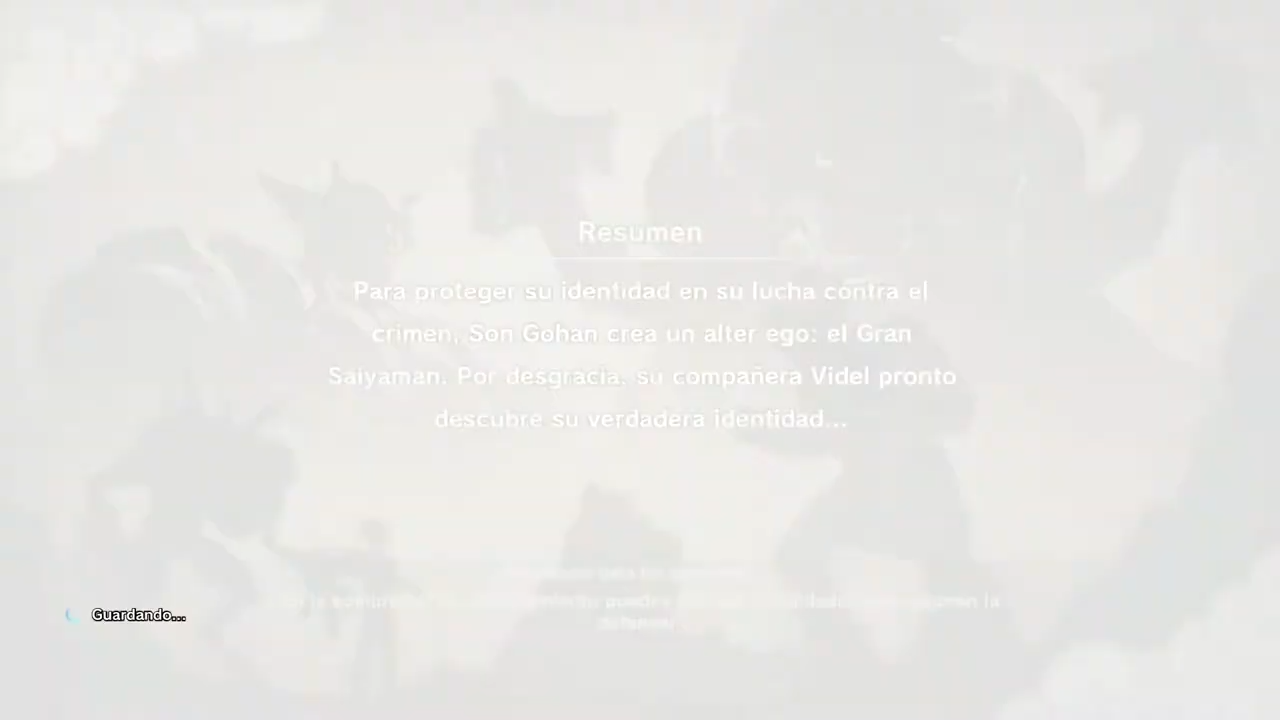 Resumen
Para proteger su identidad en su lucha contra el
crimen, Son Gohan crea un alter ego: el Gran
Saiyaman. Por desgracia, su compañera Videl pronto
descubre su verdadera identidad...
Guardando...